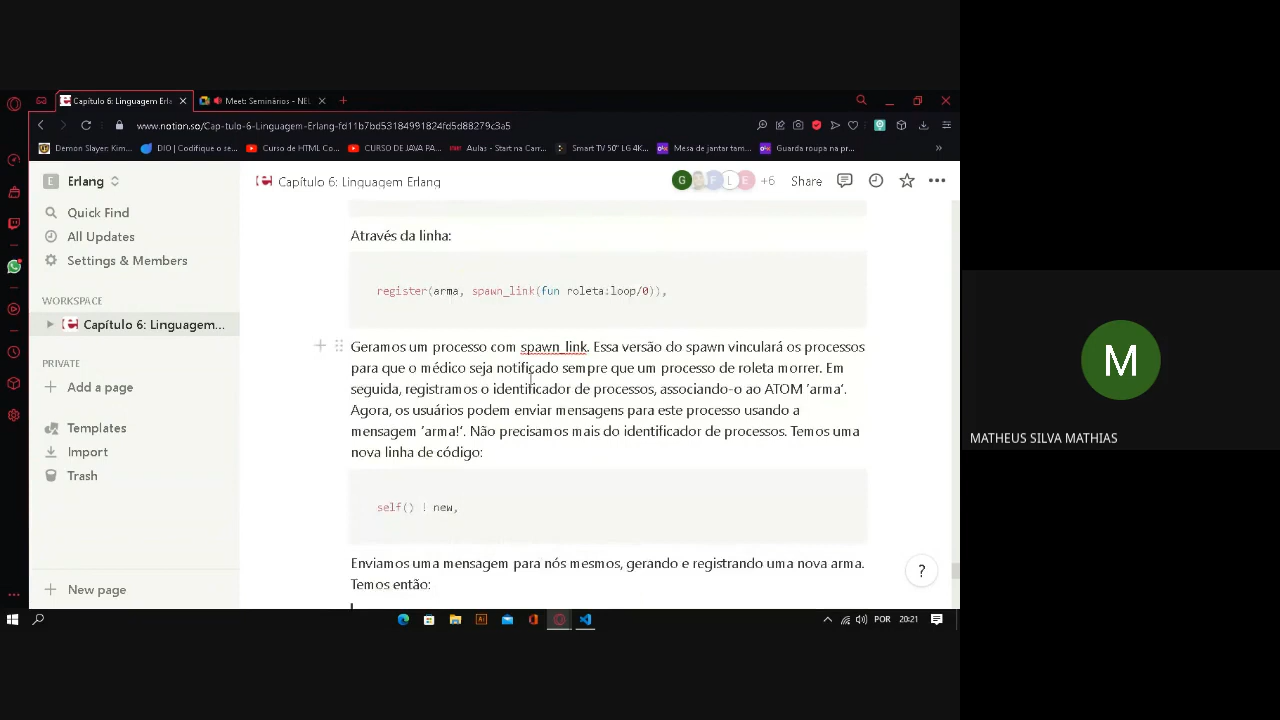 Capítulo 6: Linguagem Erla
Meet: Seminários - NEL
www.notion.so/Cap-tulo-6-Linguagem-Erlang-fd11b7bd53184991824fd5d88279c3a5
Demon Slayer: Kim...
DIO | Codifique o se...
Curso de HTML Co...
CURSO DE JAVA PA...
Aulas - Start na Carr...
Smart TV 50" LG 4K...
Mesa de jantar tam...
Guarda roupa na pr...
»
E Erlang
Capítulo 6: Linguagem Erlang
G F L E +6 Share
Quick Find
All Updates
Settings & Members
WORKSPACE
Capítulo 6: Linguagem...
PRIVATE
Add a page
Templates
Import
Trash
New page
Através da linha:
register(arma, spawn_link(fun roleta:loop/0)),
Geramos um processo com spawn_link. Essa versão do spawn vinculará os processos
para que o médico seja notificado sempre que um processo de roleta morrer. Em
seguida, registramos o identificador de processos, associando-o ao ATOM ‘arma’.
Agora, os usuários podem enviar mensagens para este processo usando a
mensagem ‘arma!’. Não precisamos mais do identificador de processos. Temos uma
nova linha de código:
self() ! new,
Enviamos uma mensagem para nós mesmos, gerando e registrando uma nova arma.
Temos então:
?
POR 20:21
M
MATHEUS SILVA MATHIAS